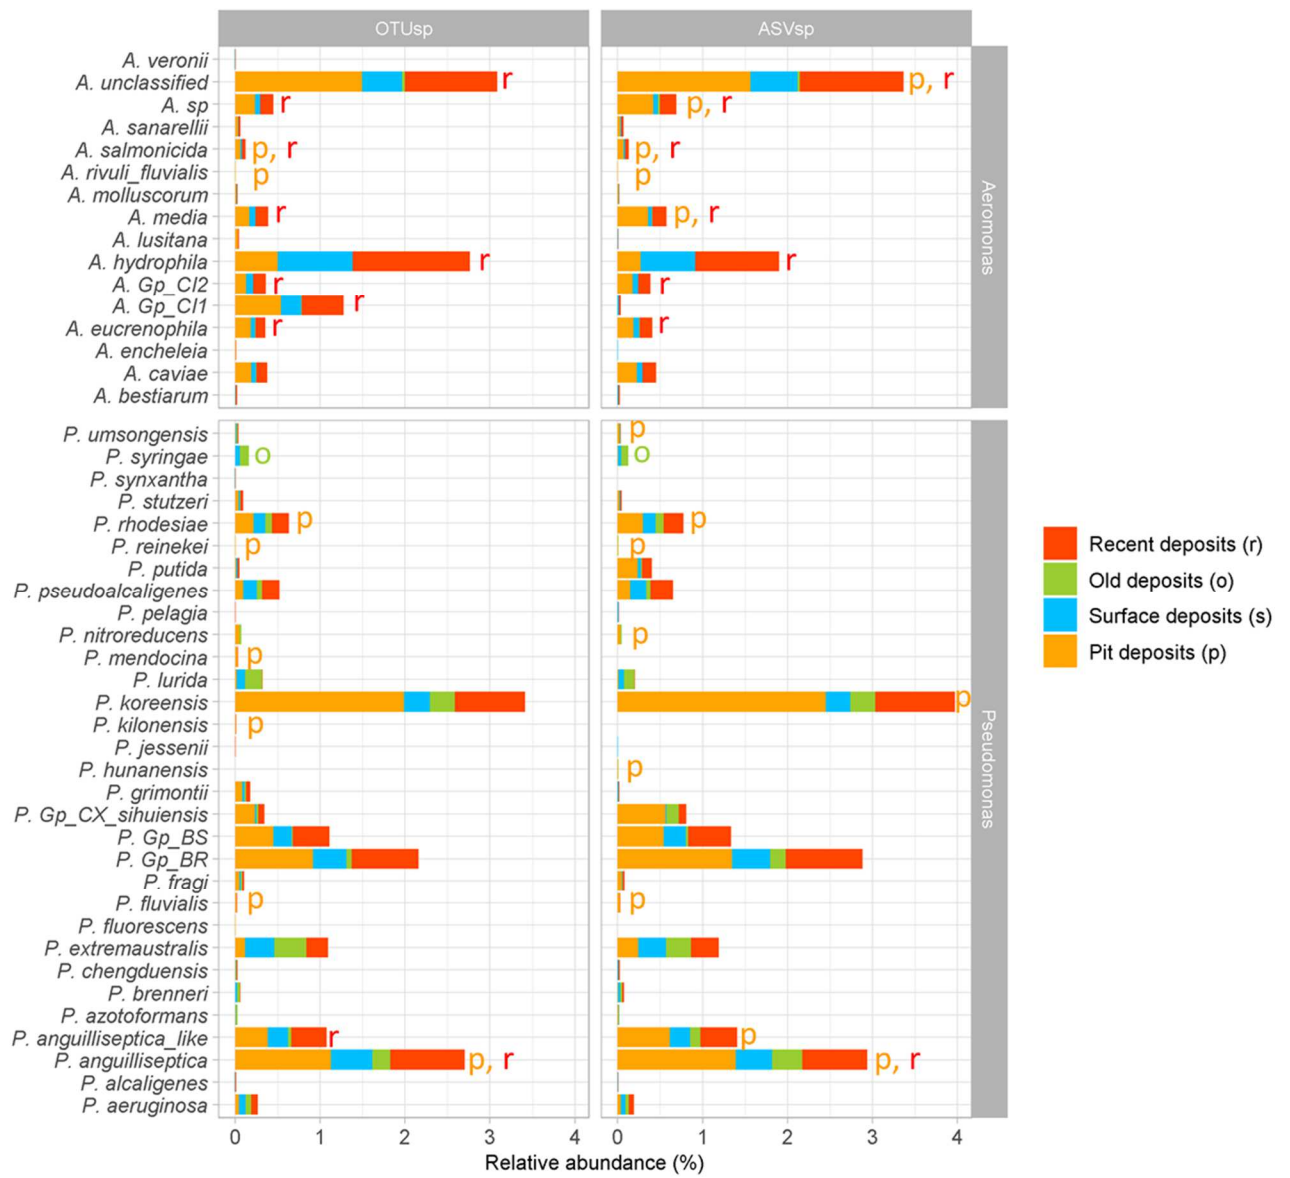 OTUsp ASVsp
A. veronii
A. unclassified r p, r
A. sp r p, r
A. sanarellii
A. salmonicida p, r p, r
A. rivuli_fluvialis p p
A. molluscorum
A. media r p, r
A. lusitana
A. hydrophila r r
A. Gp_CI2 r r
A. Gp_CI1 r
A. eucrenophila r r
A. encheleia
A. caviae
A. bestiarum
Aeromonas
P. umsongensis p
P. syringae o o
P. synxantha
P. stutzeri
P. rhodesiae p p
P. reinekei p p
P. putida
P. pseudoalcaligenes
P. pelagia
P. nitroreducens p
P. mendocina p
P. lurida
P. koreensis p
P. kilonensis p
P. jessenii
P. hunanensis p
P. grimontii
P. Gp_CX_sihuiensis
P. Gp_BS
P. Gp_BR
P. fragi
P. fluvialis p p
P. fluorescens
P. extremaustralis
P. chengduensis
P. brenneri
P. azotoformans
P. anguilliseptica_like r p
P. anguilliseptica p, r p, r
P. alcaligenes
P. aeruginosa
Pseudomonas
0 1 2 3 4 0 1 2 3 4
Relative abundance (%)
Recent deposits (r)
Old deposits (o)
Surface deposits (s)
Pit deposits (p)